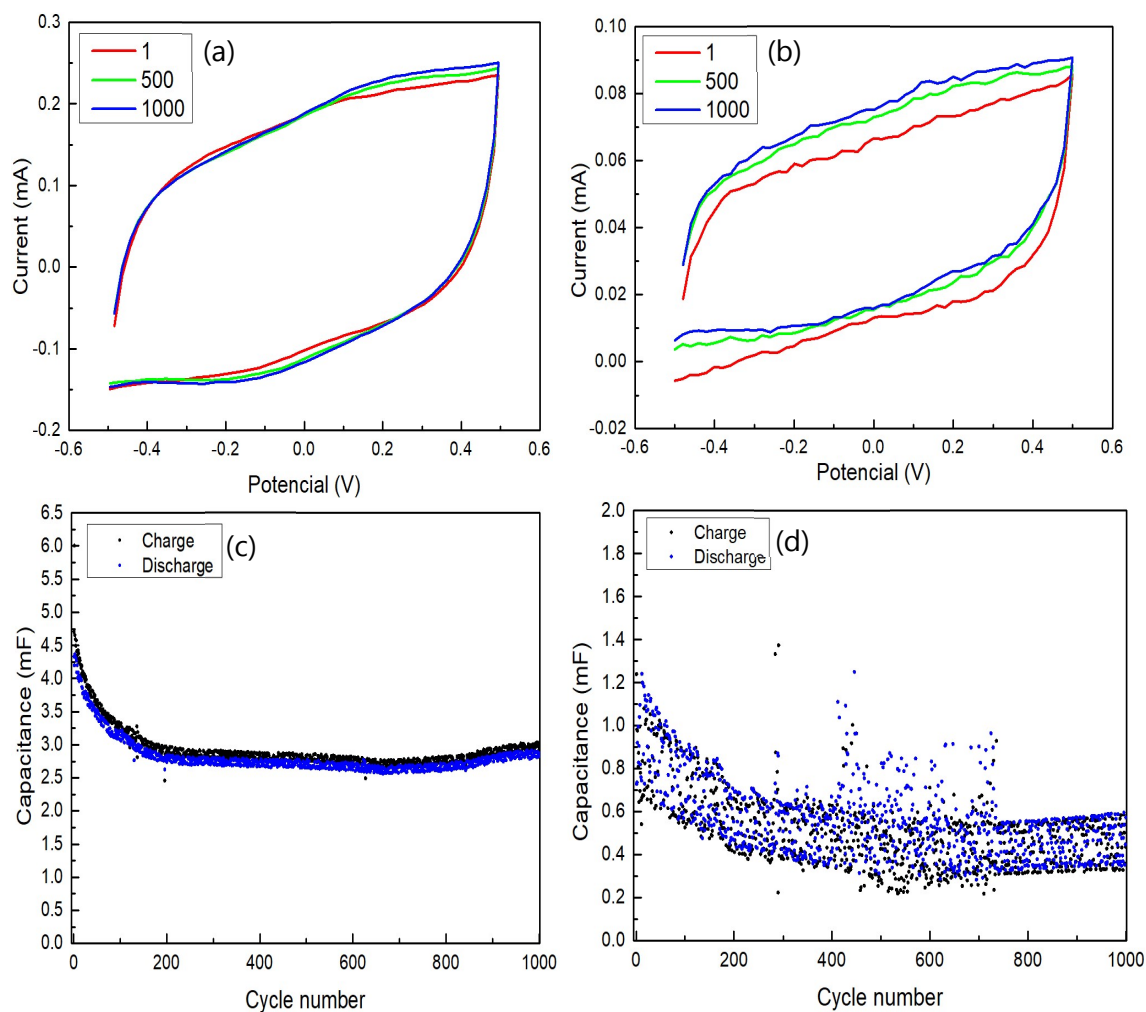 (a)
1
500
1000
0.3
0.2
0.1
0.0
-0.1
-0.2
Current (mA)
-0.6 -0.4 -0.2 0.0 0.2 0.4 0.6
Potencial (V)
(b)
1
500
1000
0.10
0.08
0.06
0.04
0.02
0.00
-0.02
Current (mA)
-0.6 -0.4 -0.2 0.0 0.2 0.4 0.6
Potencial (V)
(c)
Charge
Discharge
6.5
6.0
5.5
5.0
4.5
4.0
3.5
3.0
2.5
2.0
1.5
1.0
0.5
0.0
Capacitance (mF)
0 200 400 600 800 1000
Cycle number
(d)
Charge
Discharge
2.0
1.8
1.6
1.4
1.2
1.0
0.8
0.6
0.4
0.2
0.0
Capacitance (mF)
0 200 400 600 800 1000
Cycle number